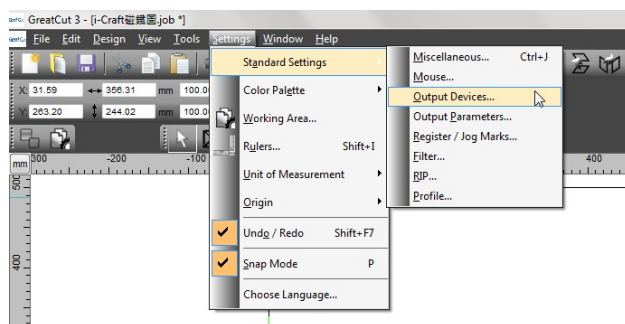 GreatCut 3 - [i-Craft磁鐵圖.job *]
File Edit Design View Tools Settings Window Help
X: 31.59 356.31 mm 100.0
Y: 263.20 244.02 mm 100.0
mm 300 -200 -100 400
500
400
Standard Settings
Color Palette
Working Area...
Rulers... Shift+I
Unit of Measurement
Origin
Undo / Redo Shift+F7
Snap Mode P
Choose Language...
Miscellaneous... Ctrl+J
Mouse...
Output Devices...
Output Parameters...
Register / Jog Marks...
Filter...
RIP...
Profile...